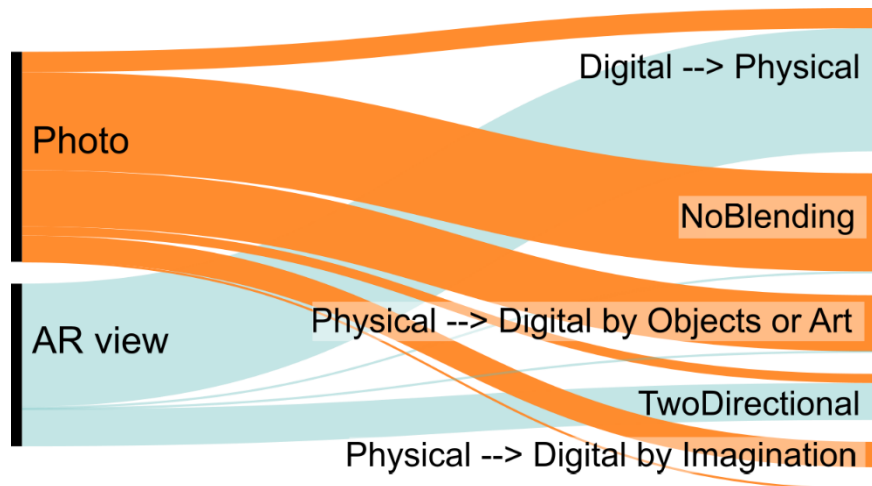 Digital --> Physical
Photo
NoBlending
Physical --> Digital by Objects or Art
AR view
TwoDirectional
Physical --> Digital by Imagination